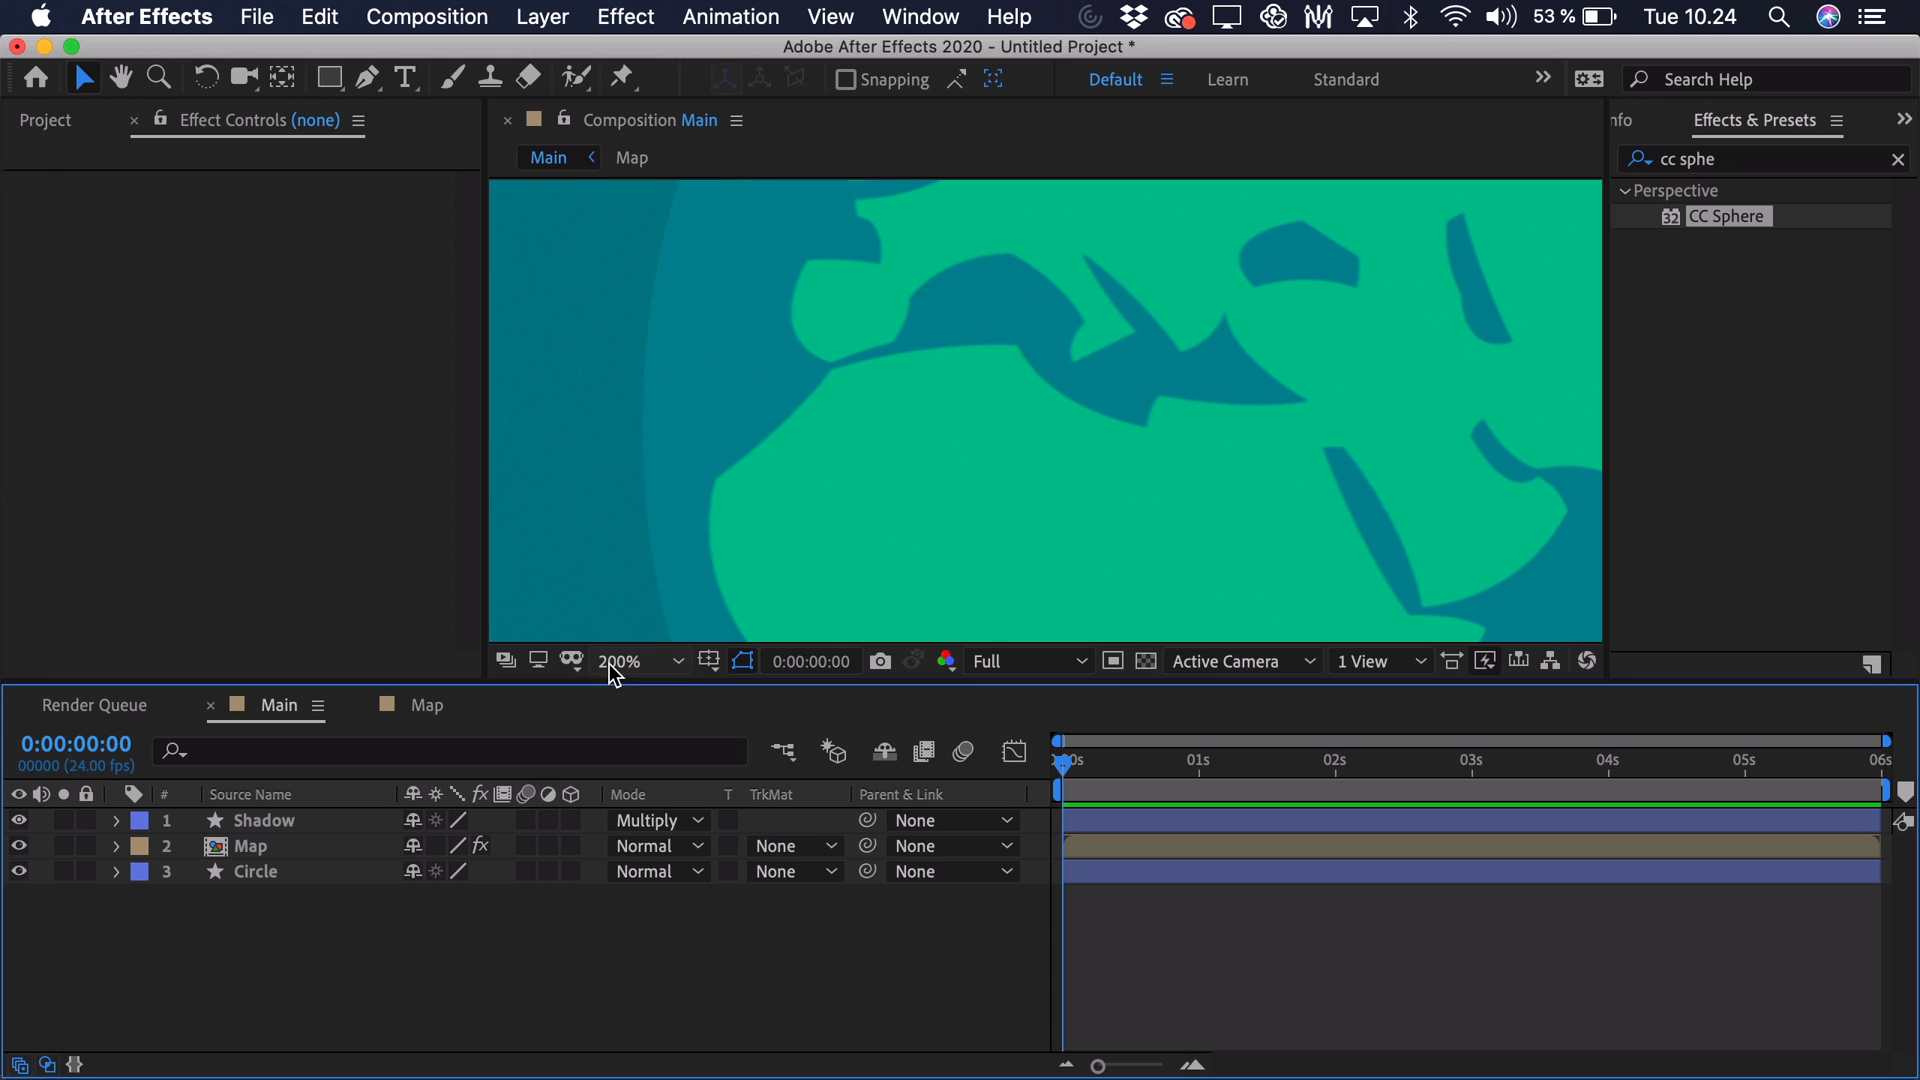 After Effects File Edit Composition Layer Effect Animation View Window Help 53 % Tue 10.24
Adobe After Effects 2020 - Untitled Project *
Snapping Default Learn Standard Search Help
Project Effect Controls (none) Composition Main nfo Effects & Presets
Main Map cc sphe
Perspective
32 CC Sphere
200% 0:00:00:00 Full Active Camera 1 View
Render Queue Main Map
0:00:00:00
00000 (24.00 fps)
:00s 01s 02s 03s 04s 05s 06s
# Source Name fx Mode T TrkMat Parent & Link
1 Shadow Multiply None
2 Map fx Normal None None
3 Circle Normal None None